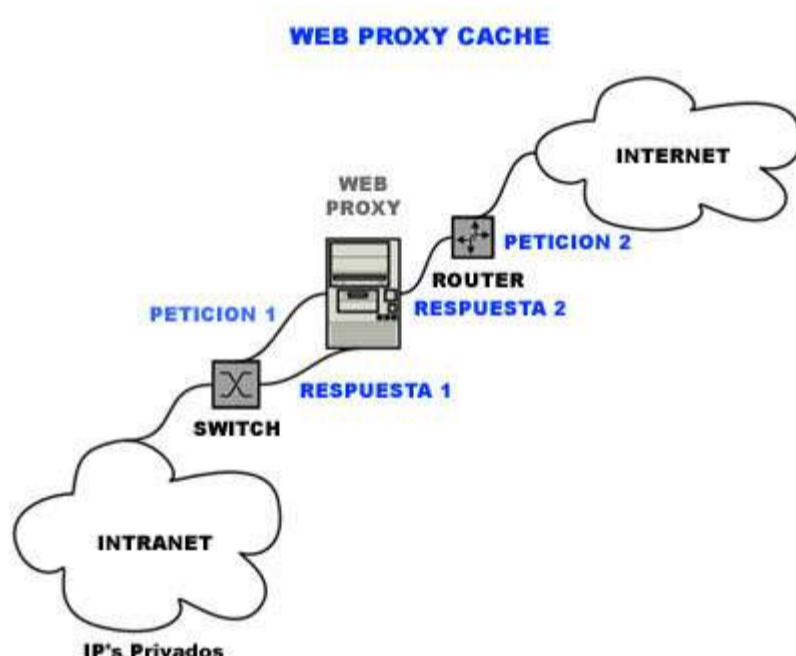 WEB PROXY CACHE
INTERNET
WEB
PROXY
PETICION 2
ROUTER
RESPUESTA 2
PETICION 1
RESPUESTA 1
SWITCH
INTRANET
IP's Privados